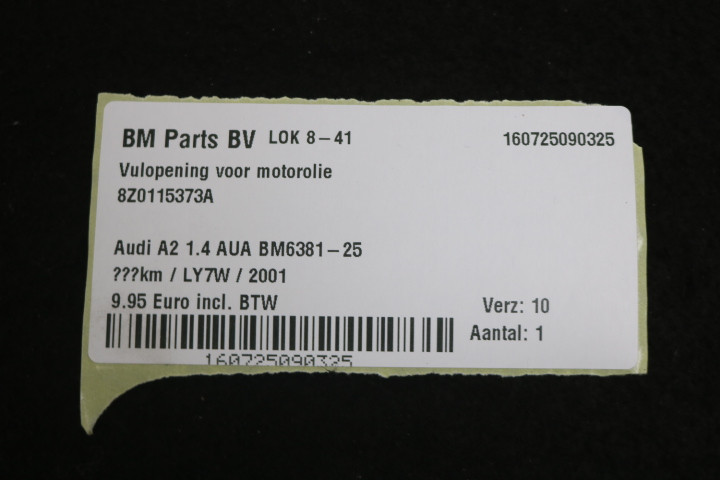 BM Parts BV LOK 8-41 160725090325
Vulopening voor motorolie
8Z0115373A
Audi A2 1.4 AUA BM6381-25
???km / LY7W / 2001
9.95 Euro incl. BTW Verz: 10
Aantal: 1
160725090325